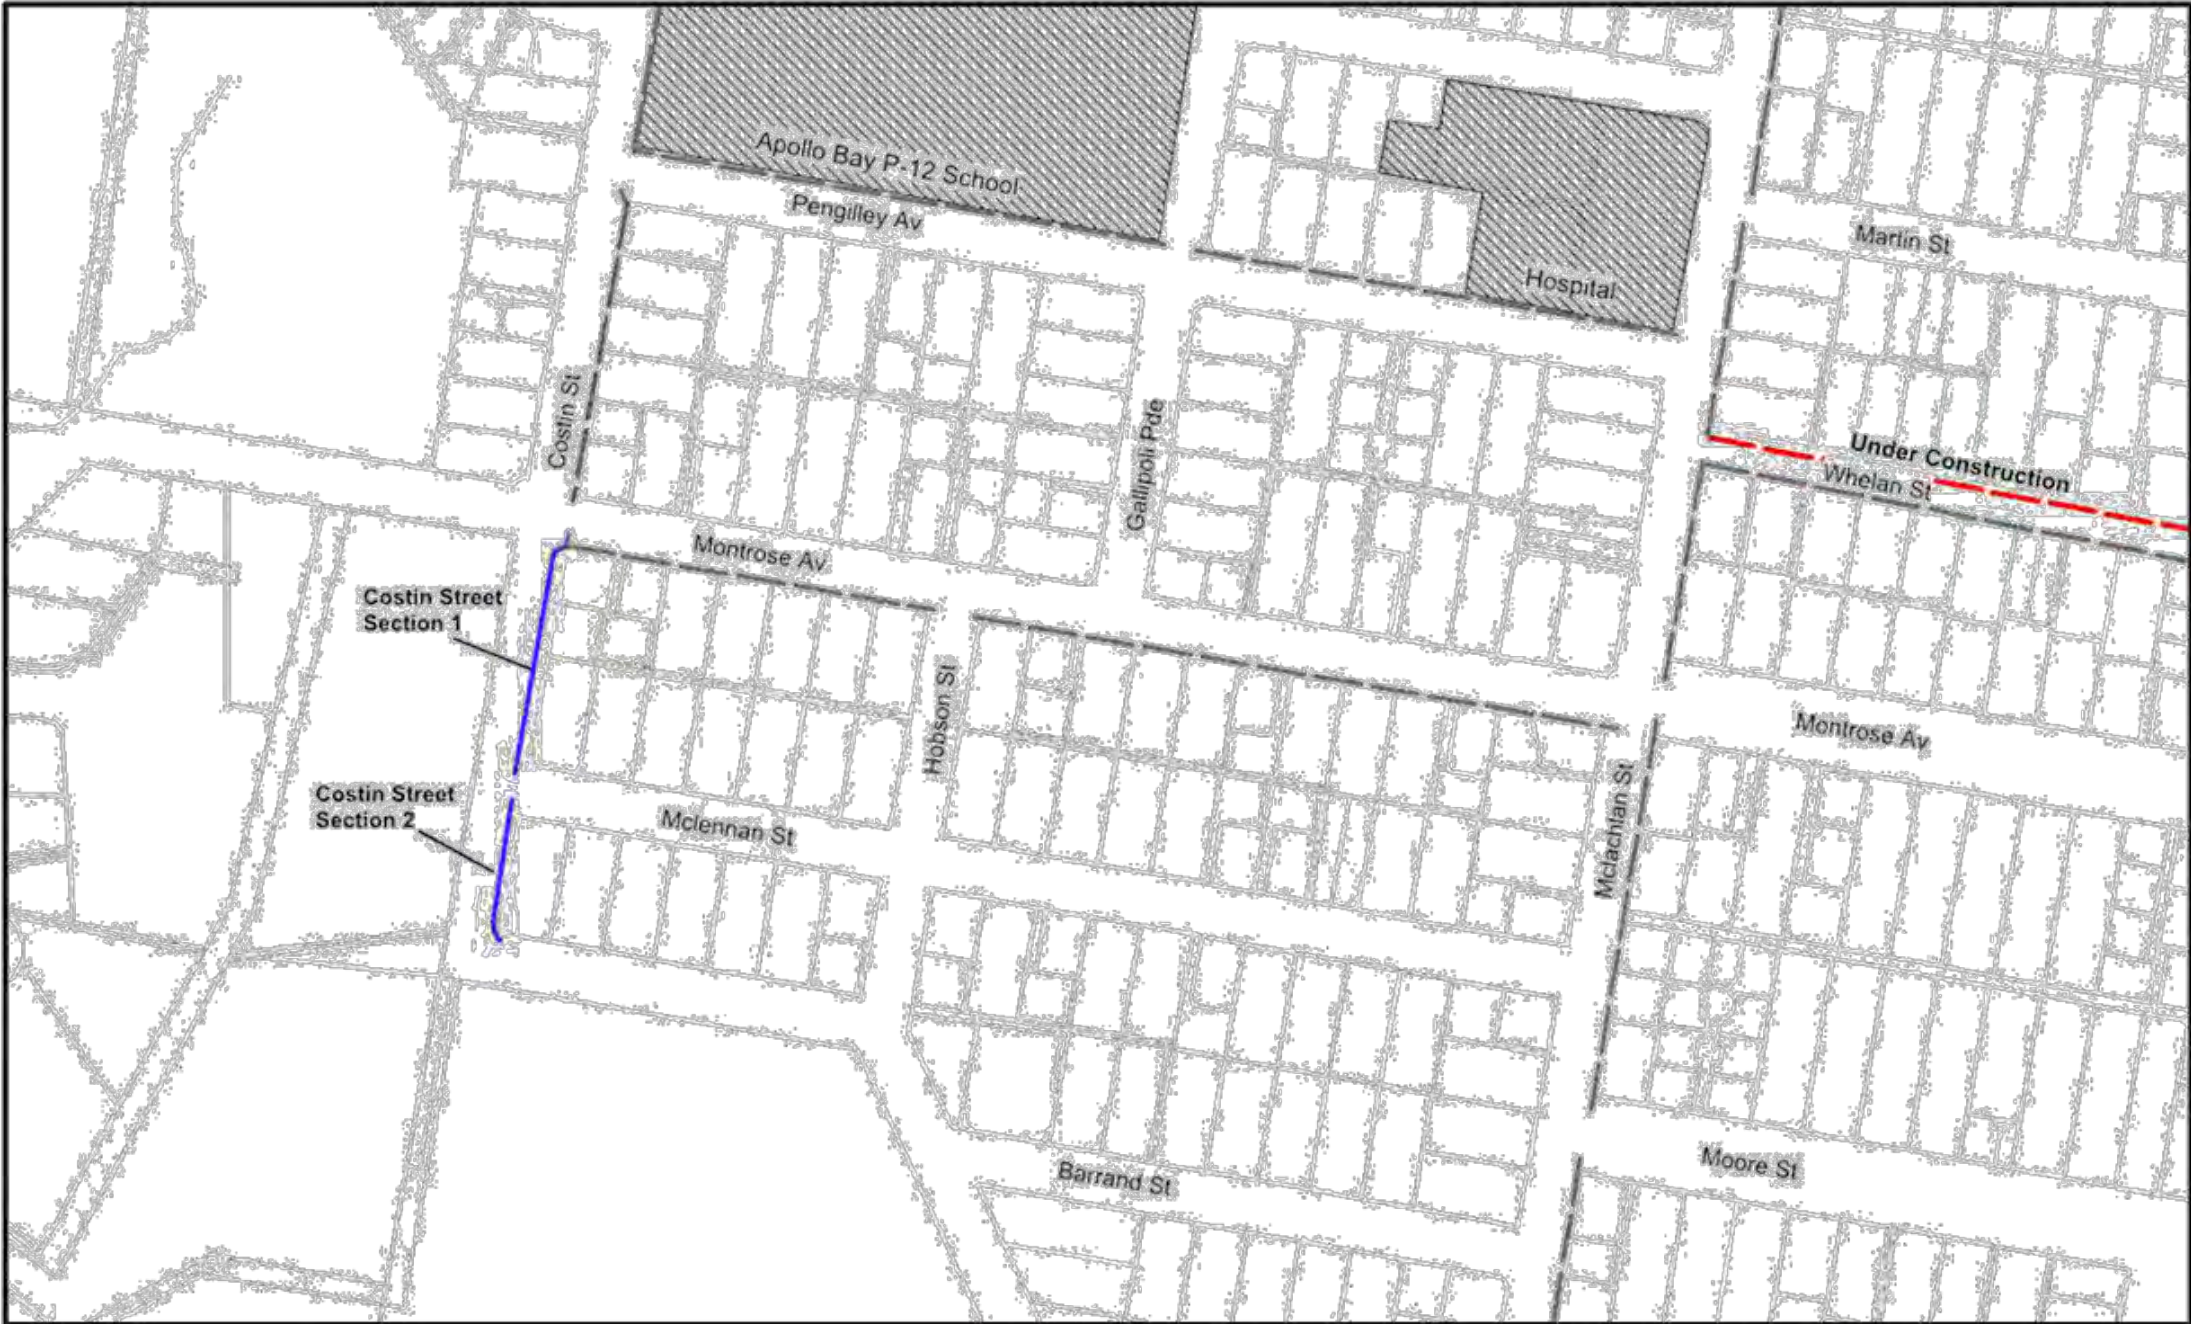 Apollo Bay P-12 School
Pengilley Av
Martin St
Hospital
Costin St
Gallipoli Pde
Under Construction
Whelan St
Montrose Av
Costin Street
Section 1
Hobson St
Montrose Av
Costin Street
Section 2
Mclennan St
Mclachlan St
Moore St
Barrand St